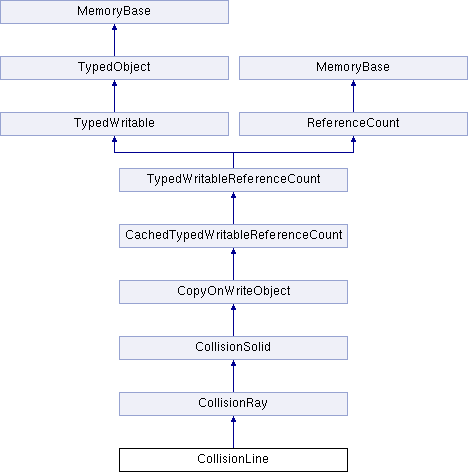 MemoryBase
TypedObject
MemoryBase
TypedWritable
ReferenceCount
TypedWritableReferenceCount
CachedTypedWritableReferenceCount
CopyOnWriteObject
CollisionSolid
CollisionRay
CollisionLine